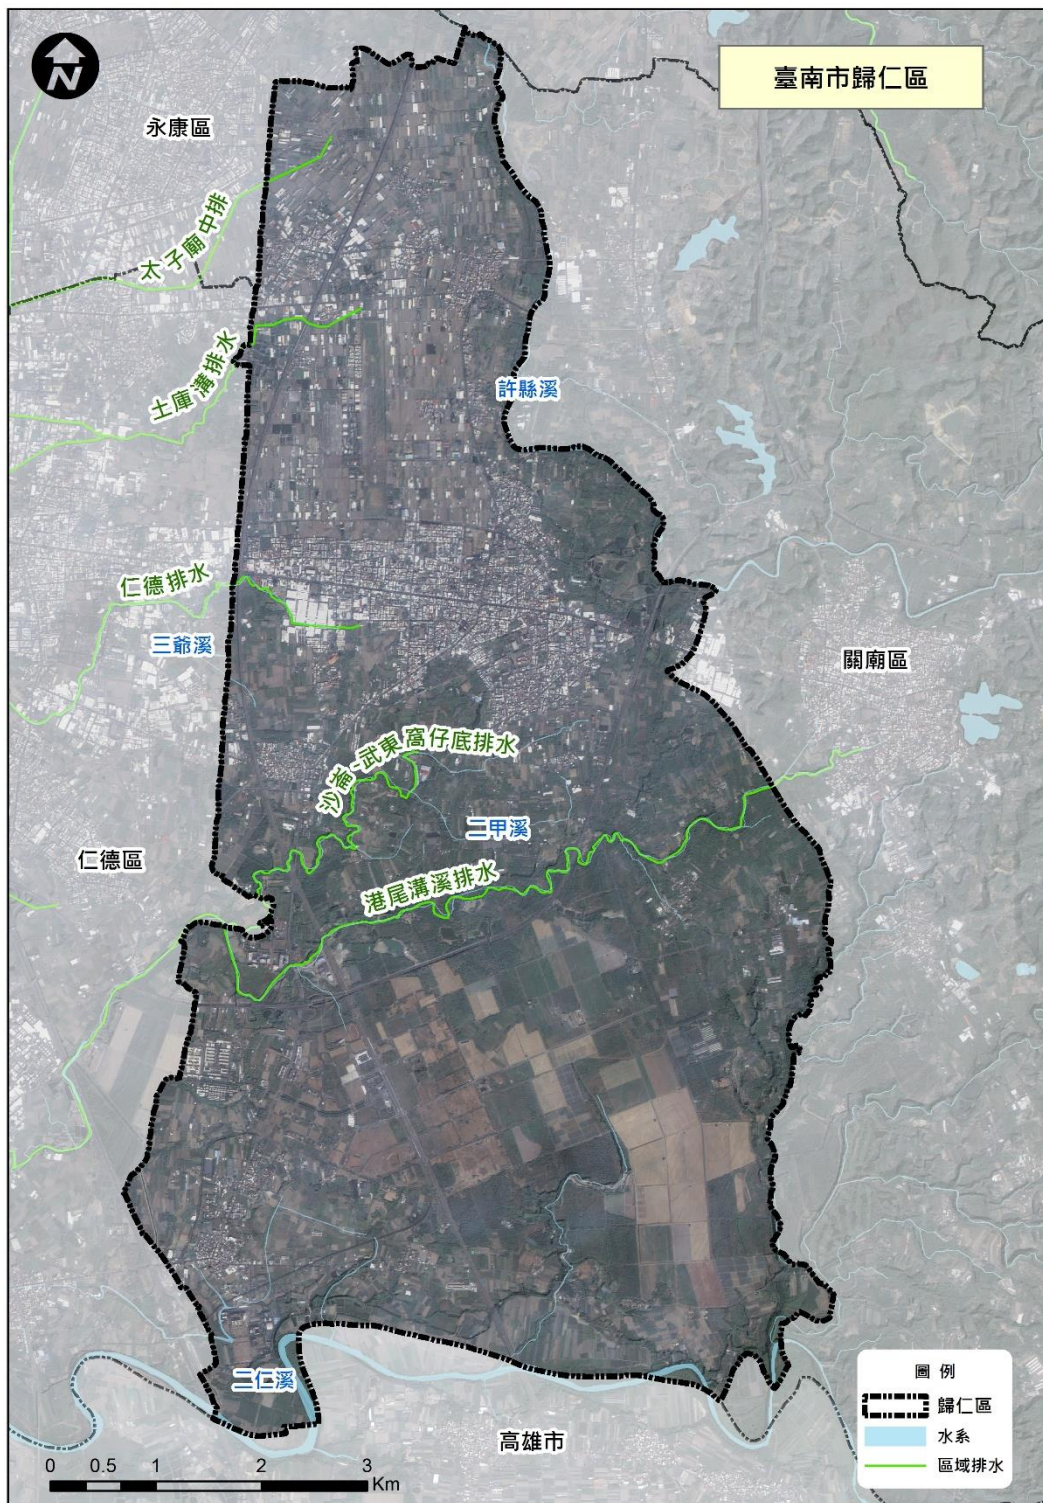 N
臺南市歸仁區
永康區
太子廟中排
土庫溝排水
許縣溪
仁德排水
三爺溪
關廟區
沙崙-武東窩仔底排水
二甲溪
仁德區
港尾溝溪排水
二仁溪
高雄市
圖 例
歸仁區
水系
區域排水
0 0.5 1 2 3
Km